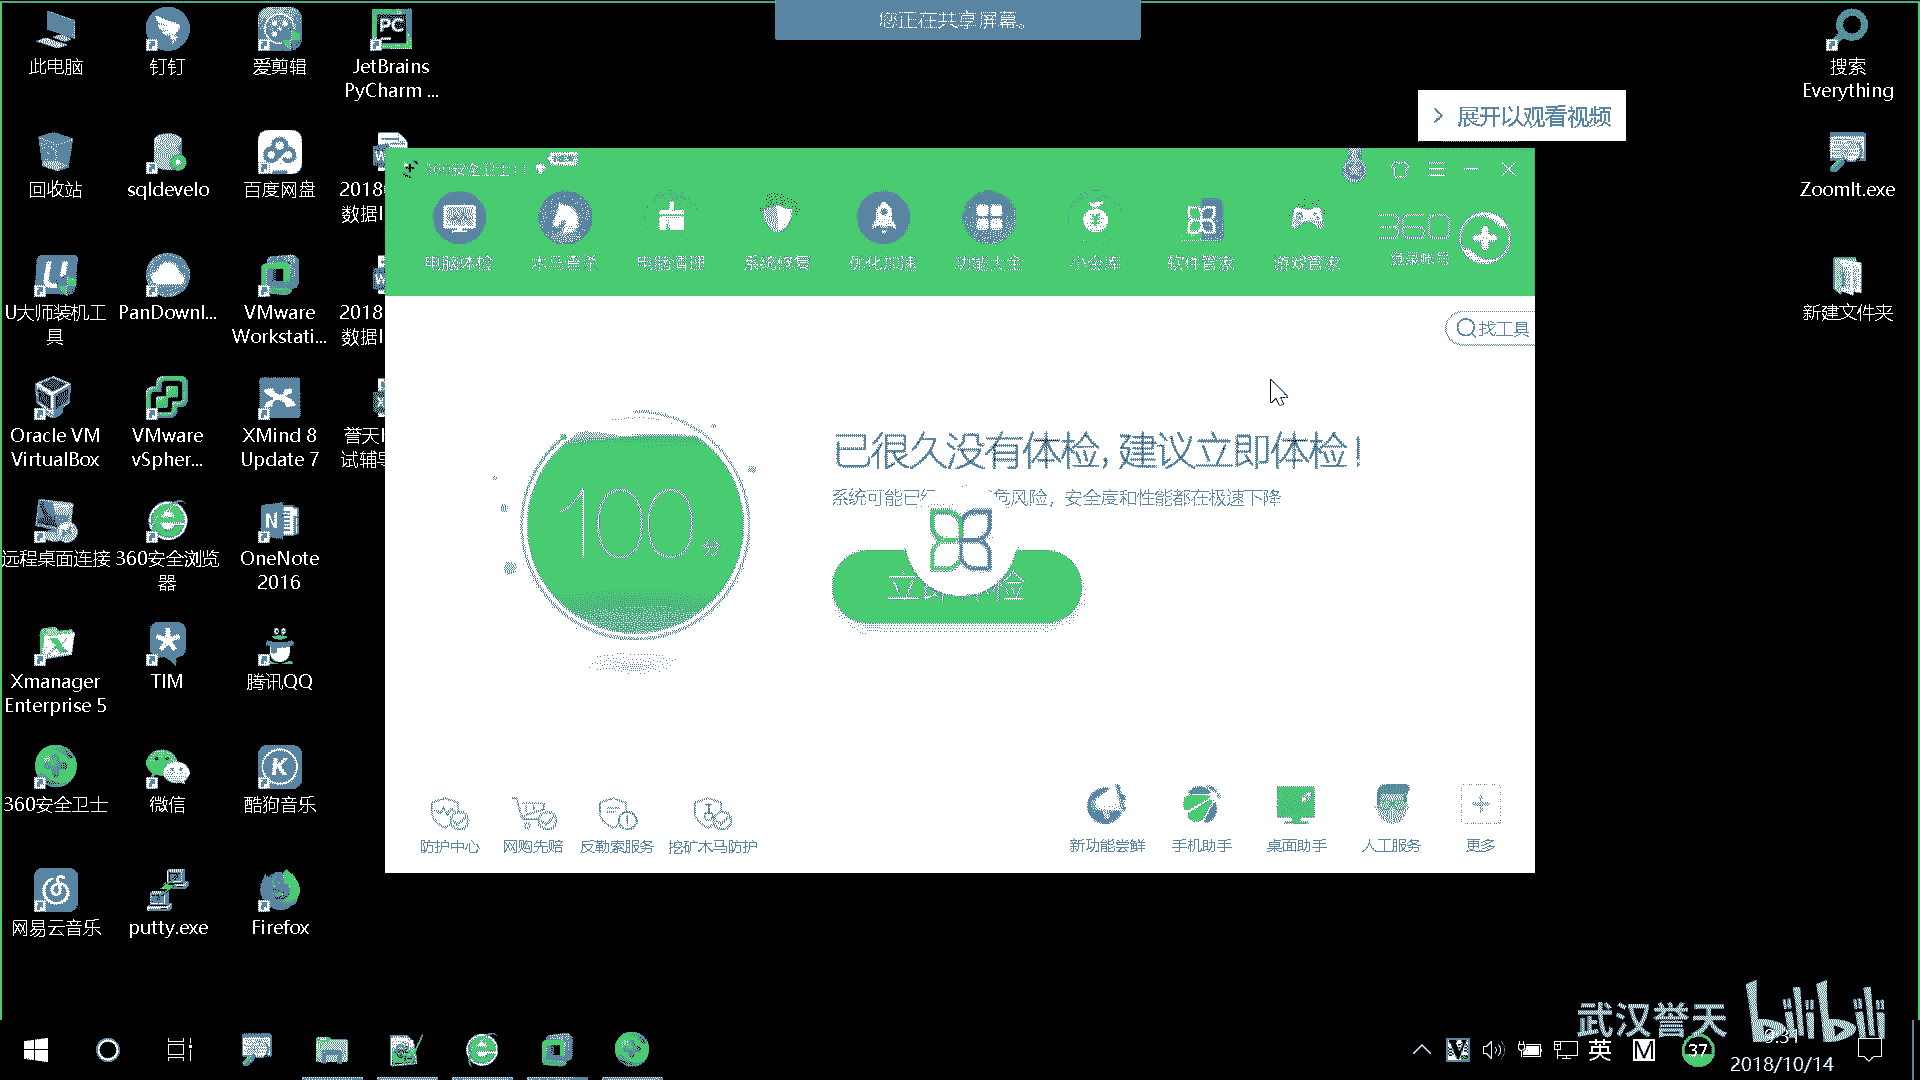 您正在共享屏幕。
展开以观看视频
此电脑
钉钉
爱剪辑
JetBrains
PyCharm ...
搜索
Everything
回收站
sqldevelo
百度网盘
2018
数据I
ZoomIt.exe
U大师装机工
具
PanDownl...
VMware
Workstati...
2018
数据I
新建文件夹
Oracle VM
VirtualBox
VMware
vSpher...
XMind 8
Update 7
誉天
试辅导
远程桌面连接
360安全浏览
器
OneNote
2016
Xmanager
Enterprise 5
TIM
腾讯QQ
360安全卫士
微信
酷狗音乐
网易云音乐
putty.exe
Firefox
360安全卫士11
电脑体检
木马查杀
电脑清理
系统修复
优化加速
功能大全
小金库
软件管家
游戏管家
360
登录帐号
找工具
100分
已很久没有体检,建议立即体检!
系统可能已 危风险，安全度和性能都在极速下降
立即体检
防护中心
网购先赔
反勒索服务
挖矿木马防护
新功能尝鲜
手机助手
桌面助手
人工服务
更多
武汉誉天
bilibili
英
M
37
9:31
2018/10/14